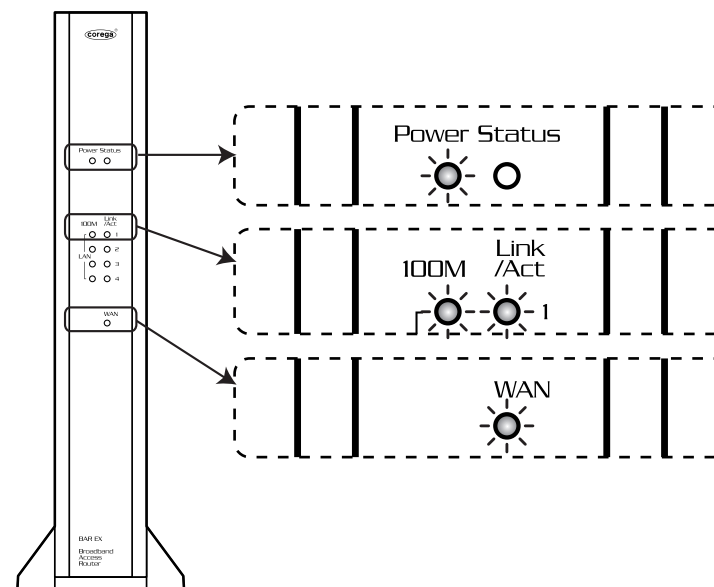 corega
Power Status
100M Link
/Act
1
2
LAN
3
4
WAN
BAR EX
Broadband
Access
Router
Power Status
100M Link
/Act
1
WAN